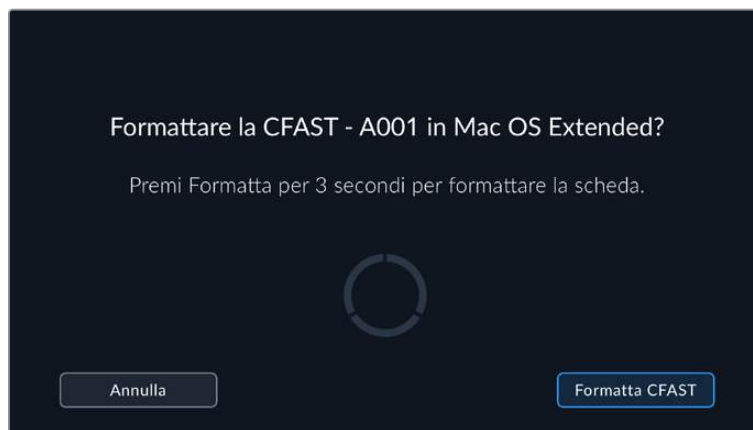 Formattare la CFAST - A001 in Mac OS Extended?
Premi Formatta per 3 secondi per formattare la scheda.
Annulla
Formatta CFAST